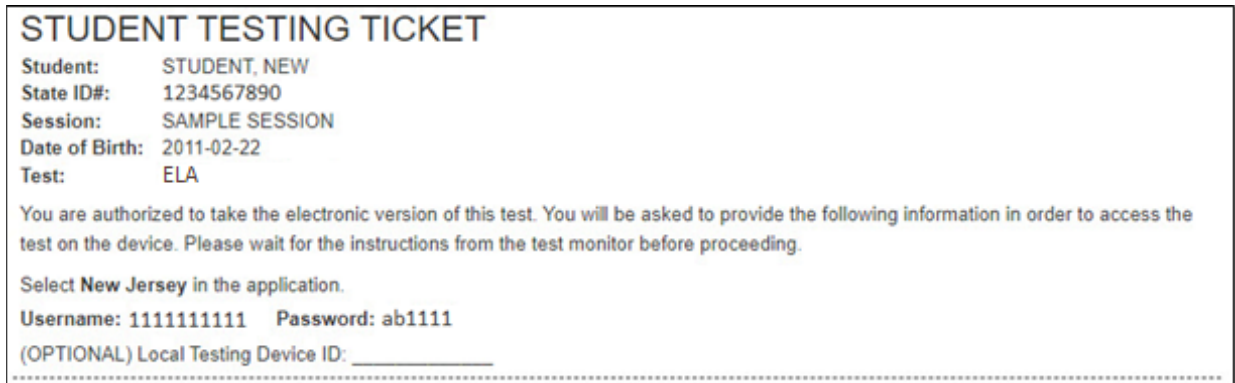 STUDENT TESTING TICKET
Student: STUDENT, NEW
State ID#: 1234567890
Session: SAMPLE SESSION
Date of Birth: 2011-02-22
Test: ELA
You are authorized to take the electronic version of this test. You will be asked to provide the following information in order to access the
test on the device. Please wait for the instructions from the test monitor before proceeding.
Select New Jersey in the application.
Username: 1111111111 Password: ab1111
(OPTIONAL) Local Testing Device ID: ______________